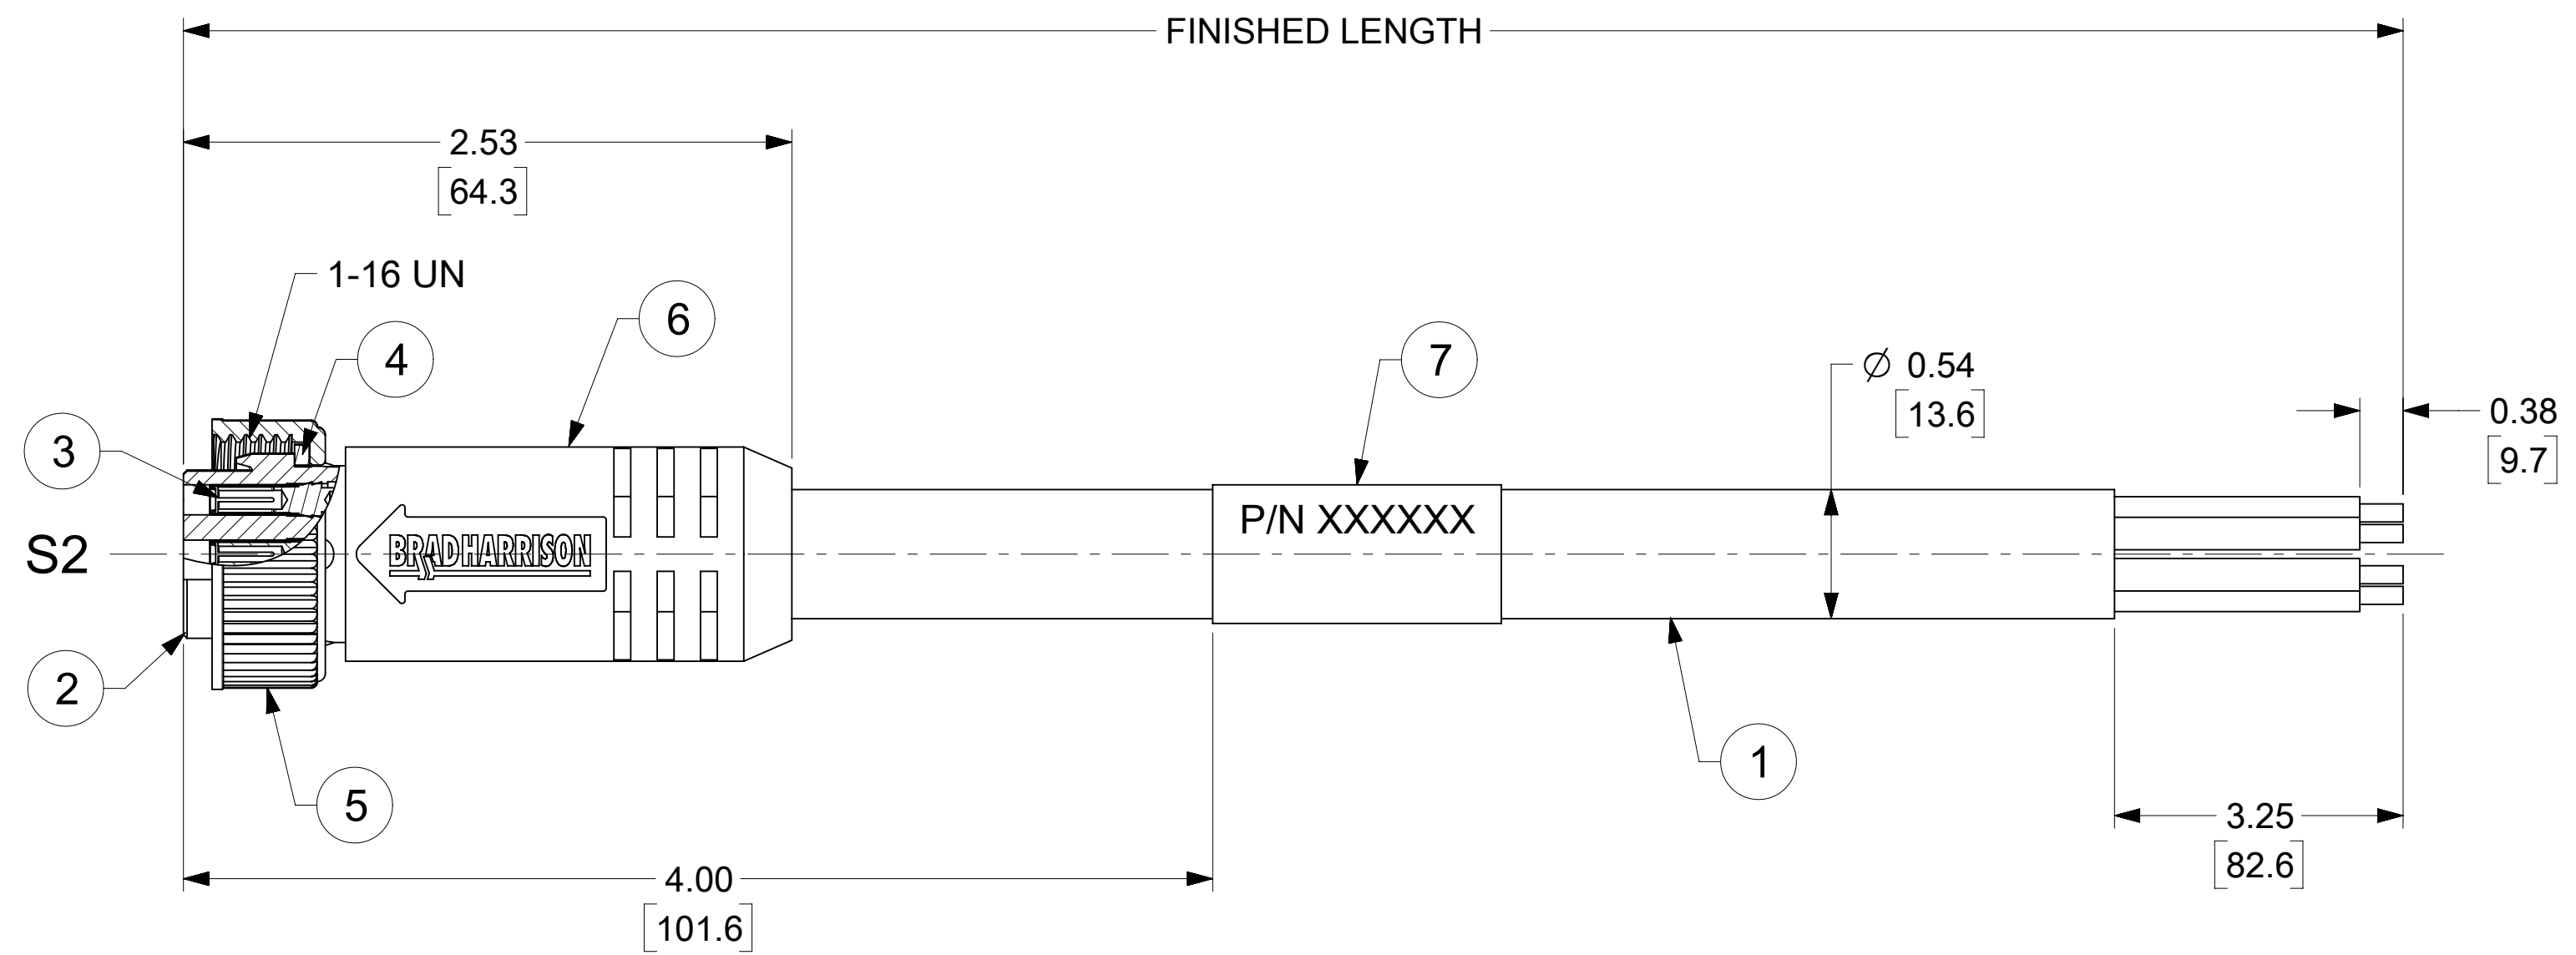 FINISHED LENGTH
2.53
[64.3]
1-16 UN
6
4
7
Ø 0.54
[13.6]
0.38
[9.7]
3
P/N XXXXXX
S2
BRADHARRISON
2
1
5
3.25
[82.6]
4.00
[101.6]